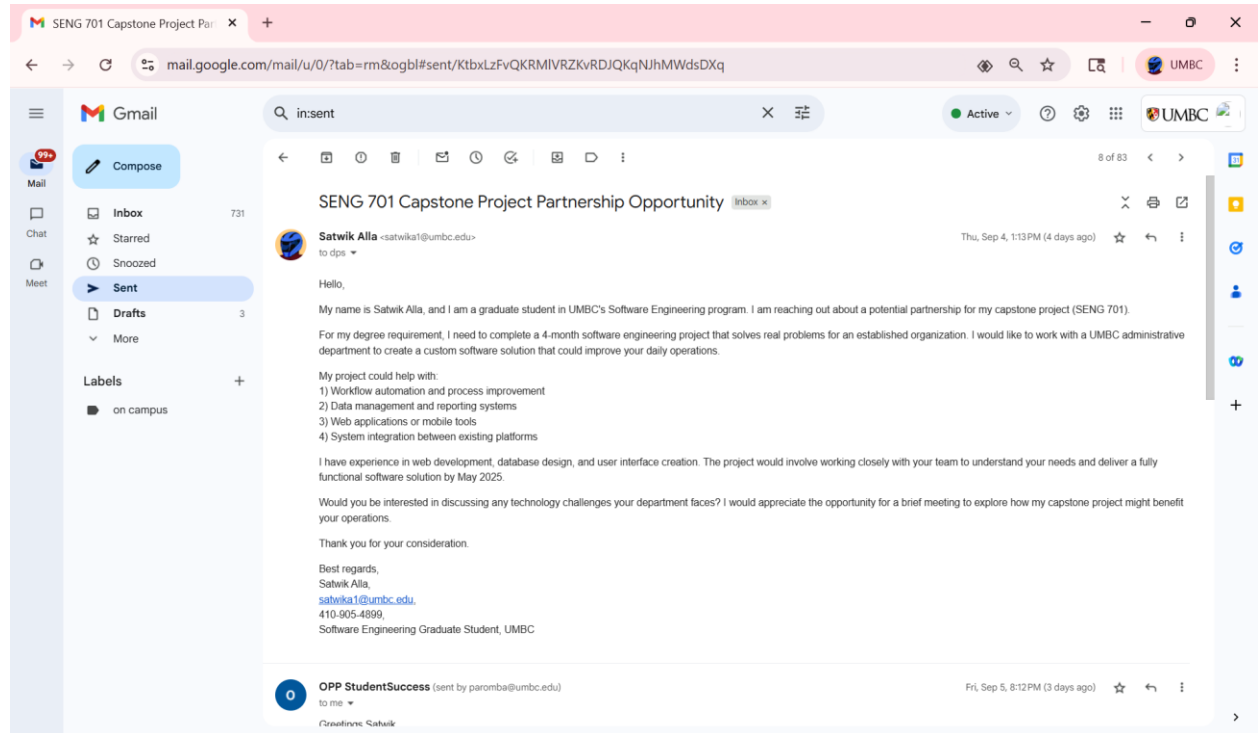 SENG 701 Capstone Project Par
mail.google.com/mail/u/0/?tab=rm&ogbl#sent/KtbxLzFvQKRMlVRZKvRDJQKqNJhMWdsDXq
UMBC
Gmail
in:sent
Active
UMBC
99+
Mail
Chat
Meet
Compose
Inbox 731
Starred
Snoozed
Sent
Drafts 3
More
Labels
on campus
8 of 83
31
SENG 701 Capstone Project Partnership Opportunity Inbox ×
Satwik Alla <satwika1@umbc.edu> Thu, Sep 4, 1:13 PM (4 days ago)
to dps
Hello,
My name is Satwik Alla, and I am a graduate student in UMBC's Software Engineering program. I am reaching out about a potential partnership for my capstone project (SENG 701).
For my degree requirement, I need to complete a 4-month software engineering project that solves real problems for an established organization. I would like to work with a UMBC administrative
department to create a custom software solution that could improve your daily operations.
My project could help with:
1) Workflow automation and process improvement
2) Data management and reporting systems
3) Web applications or mobile tools
4) System integration between existing platforms
I have experience in web development, database design, and user interface creation. The project would involve working closely with your team to understand your needs and deliver a fully
functional software solution by May 2025.
Would you be interested in discussing any technology challenges your department faces? I would appreciate the opportunity for a brief meeting to explore how my capstone project might benefit
your operations.
Thank you for your consideration.
Best regards,
Satwik Alla,
satwika1@umbc.edu,
410-905-4899,
Software Engineering Graduate Student, UMBC
O
OPP StudentSuccess (sent by paromba@umbc.edu) Fri, Sep 5, 8:12 PM (3 days ago)
to me
Greetings Satwik